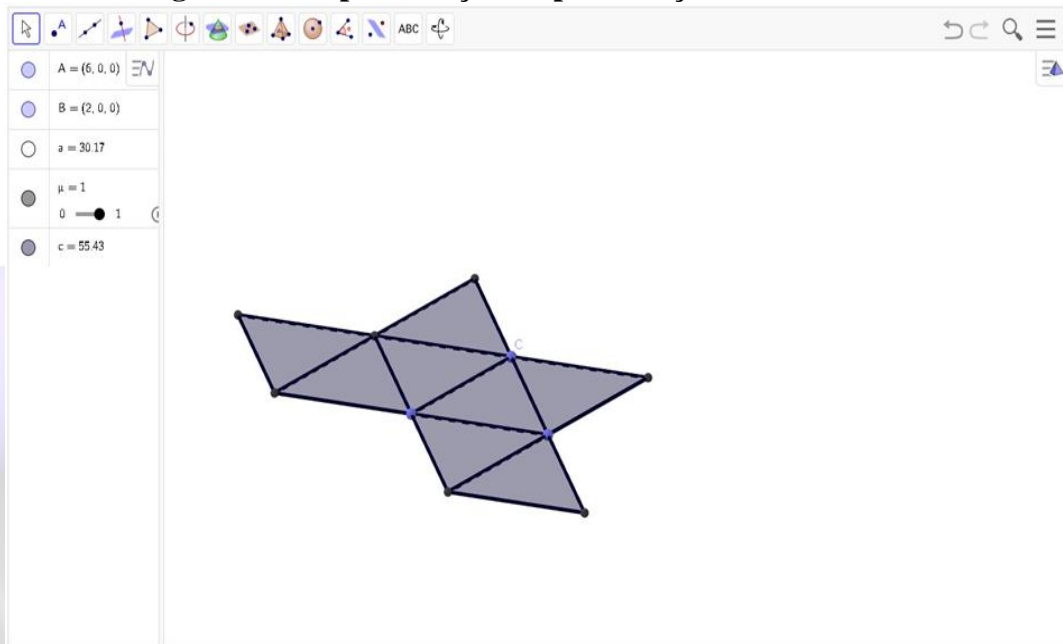 ABC
A = (6, 0, 0)
B = (2, 0, 0)
a = 30.17
μ = 1
0 1
c = 55.43
C